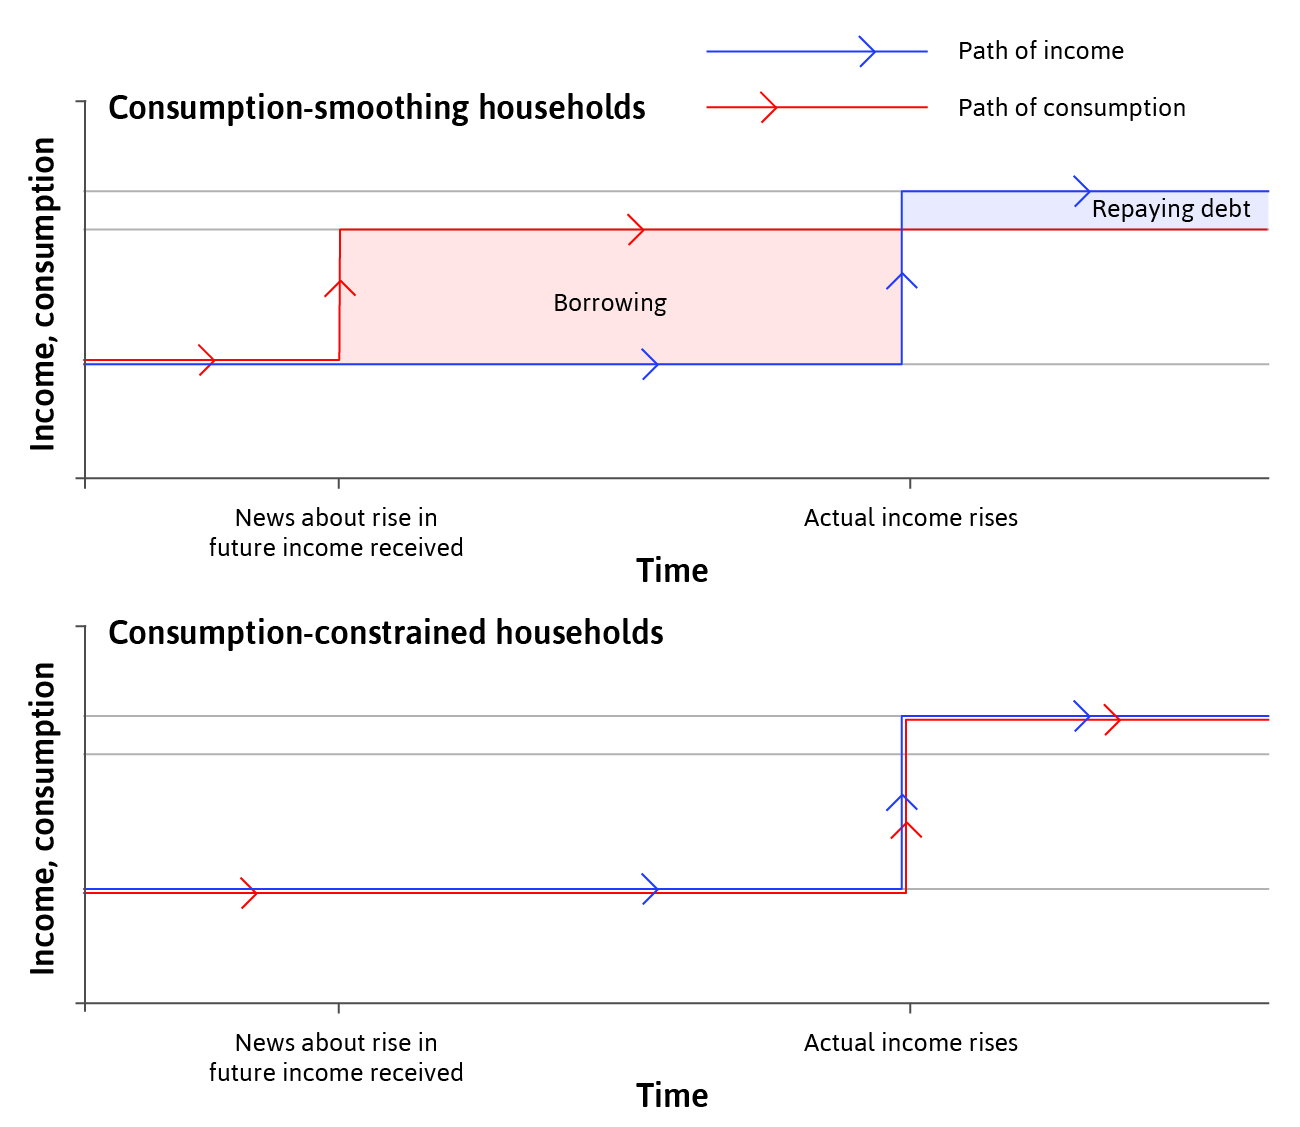 Path of income
Path of consumption
Consumption-smoothing households
Income, consumption
Repaying debt
Borrowing
News about rise in
future income received
Actual income rises
Time
Consumption-constrained households
Income, consumption
News about rise in
future income received
Actual income rises
Time